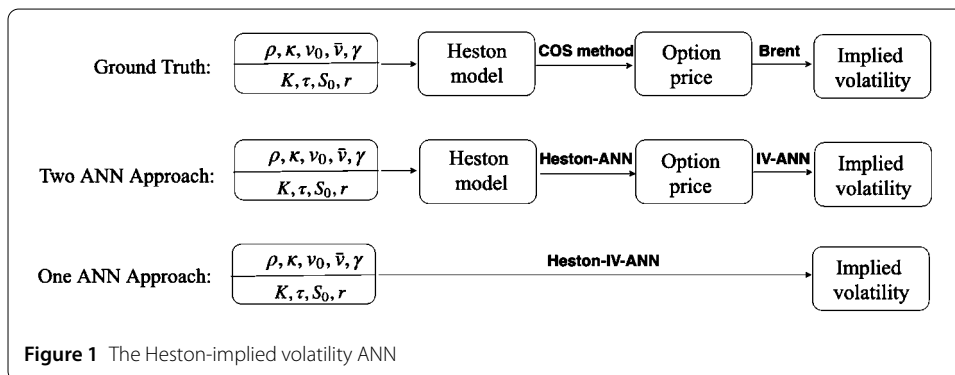 Ground Truth:
ρ, κ, ν₀, ν̄, γ
K, τ, S₀, r
Heston
model
COS method
Option
price
Brent
Implied
volatility
Two ANN Approach:
ρ, κ, ν₀, ν̄, γ
K, τ, S₀, r
Heston
model
Heston-ANN
Option
price
IV-ANN
Implied
volatility
One ANN Approach:
ρ, κ, ν₀, ν̄, γ
K, τ, S₀, r
Heston-IV-ANN
Implied
volatility
Figure 1 The Heston-implied volatility ANN